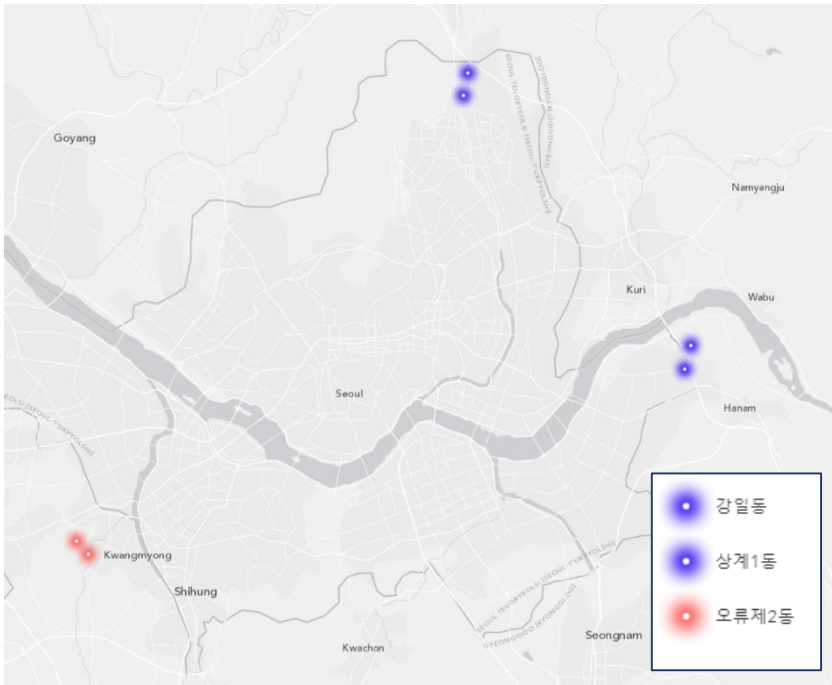 Goyang
Namyangju
Kuri
Wabu
Seoul
Hanam
Kwangmyong
Shihung
Kwachon
Seongnam
강일동
상계1동
오류제2동